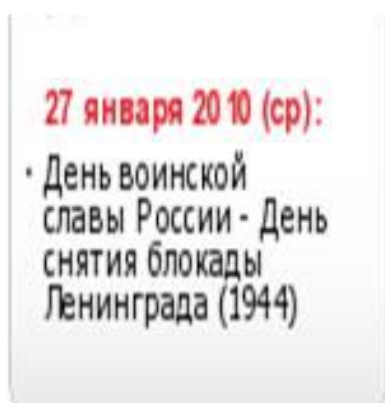 27 января 2010 (ср):
· День воинской
славы России - День
снятия блокады
Ленинграда (1944)